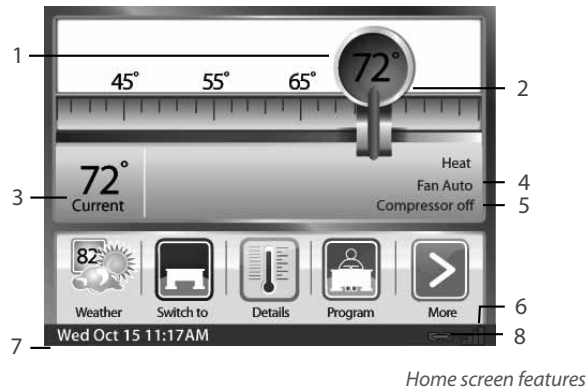 1
72°
45° 55° 65°
2
72°
Current
3
Heat
Fan Auto
4
Compressor off
5
82°
Weather Switch to Details Program More
6
Wed Oct 15 11:17AM
7
8
Home screen features